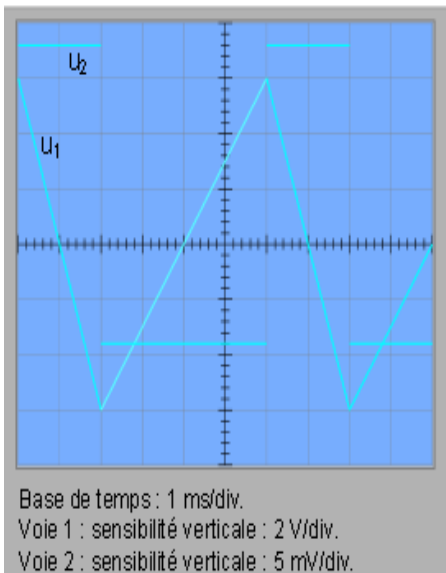 u₂
u₁
Base de temps : 1 ms/div.
Voie 1 : sensibilité verticale : 2 V/div.
Voie 2 : sensibilité verticale : 5 mV/div.